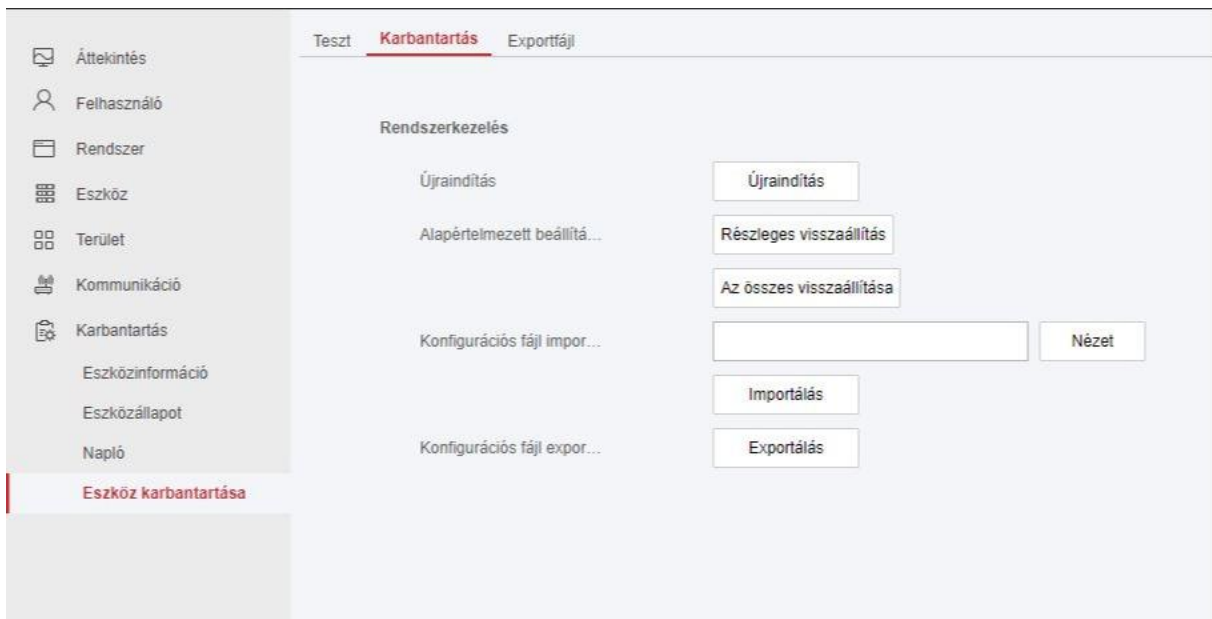 Teszt Karbantartás Exportfájl
Áttekintés
Felhasználó
Rendszer
Eszköz
Terület
Kommunikáció
Karbantartás
Eszközinformáció
Eszközállapot
Napló
Eszköz karbantartása
Rendszerkezelés
Újraindítás Újraindítás
Alapértelmezett beállítá... Részleges visszaállítás
Az összes visszaállítása
Konfigurációs fájl impor... Nézet
Importálás
Konfigurációs fájl expor... Exportálás